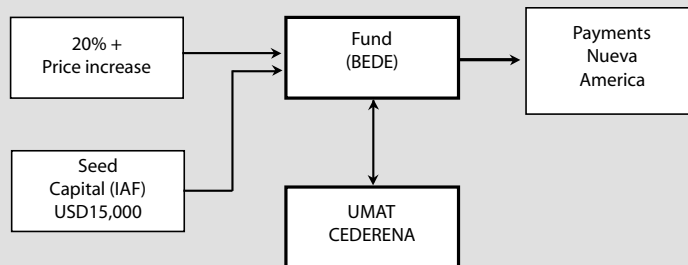 20% +
Price increase
Fund
(BEDE)
Payments
Nueva
America
Seed
Capital (IAF)
USD15,000
UMAT
CEDERENA